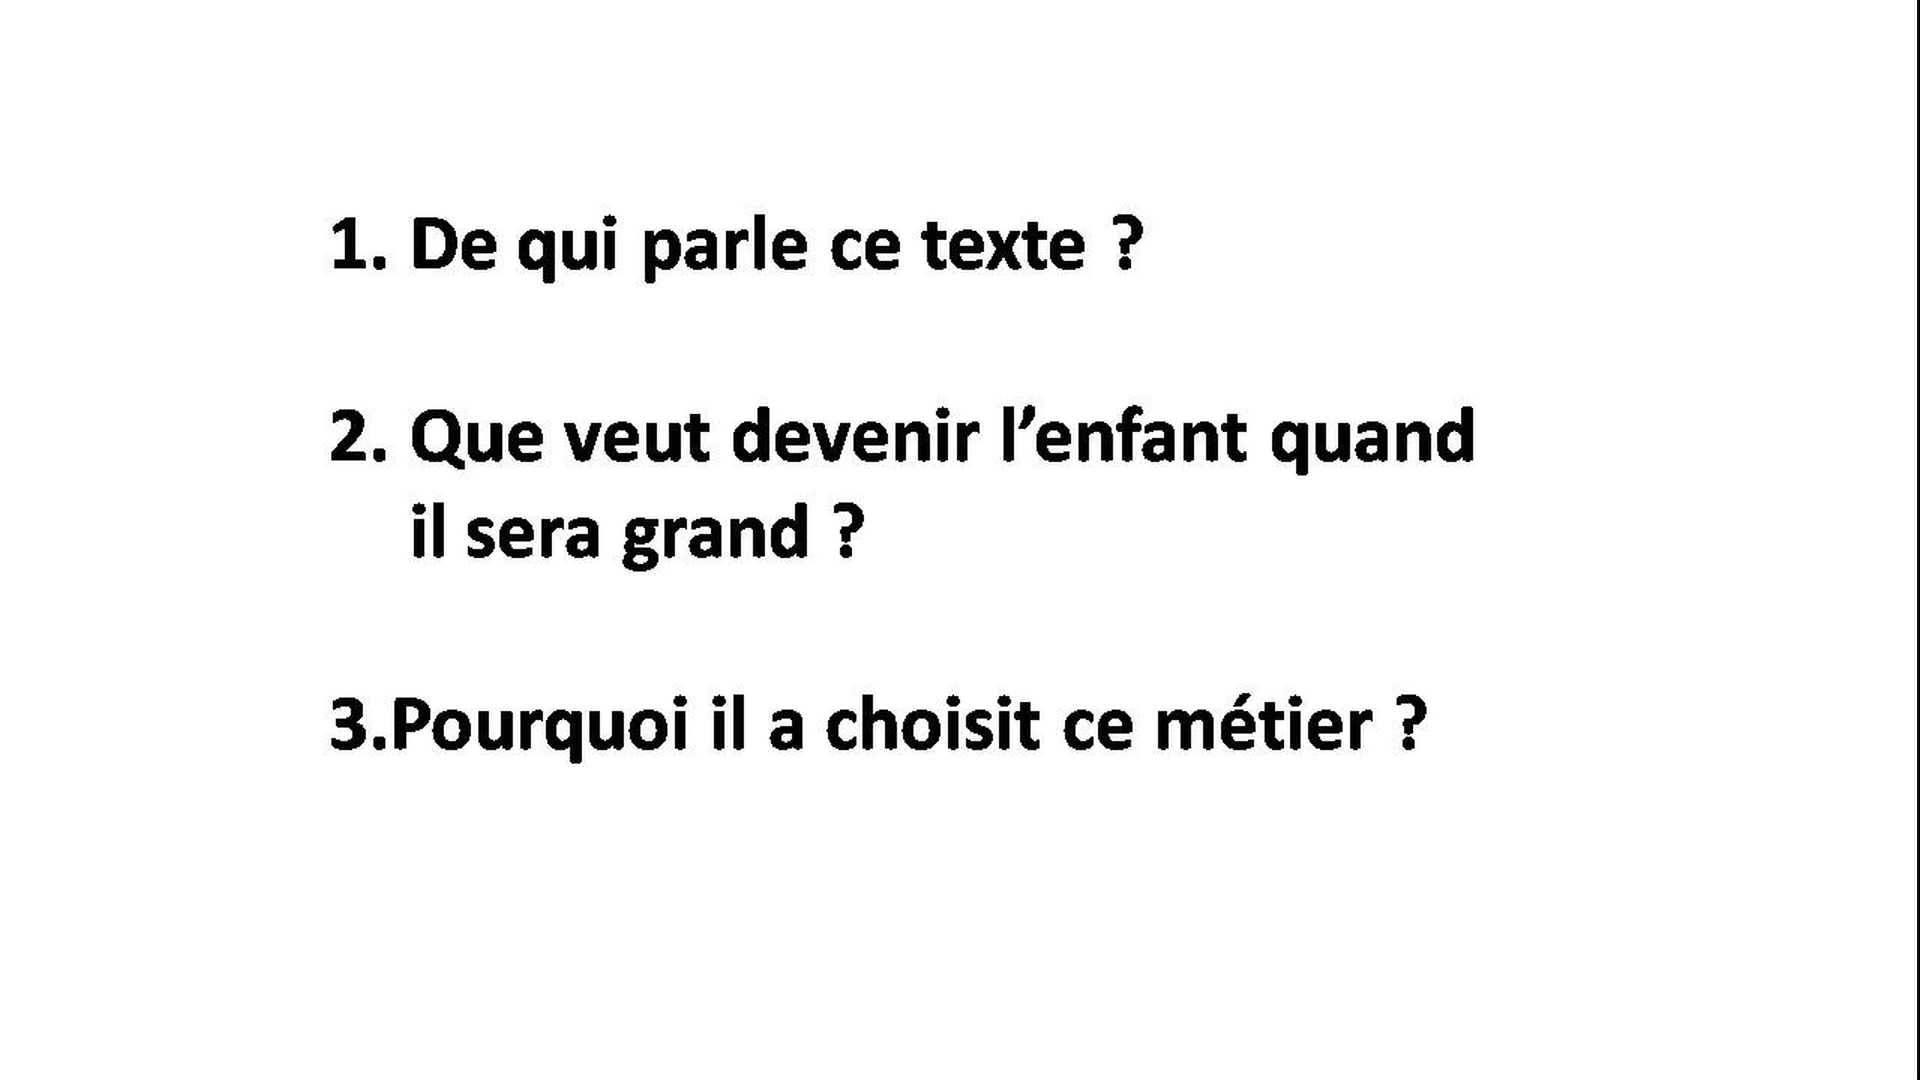 1. De qui parle ce texte ?
2. Que veut devenir l’enfant quand
il sera grand ?
3.Pourquoi il a choisit ce métier ?